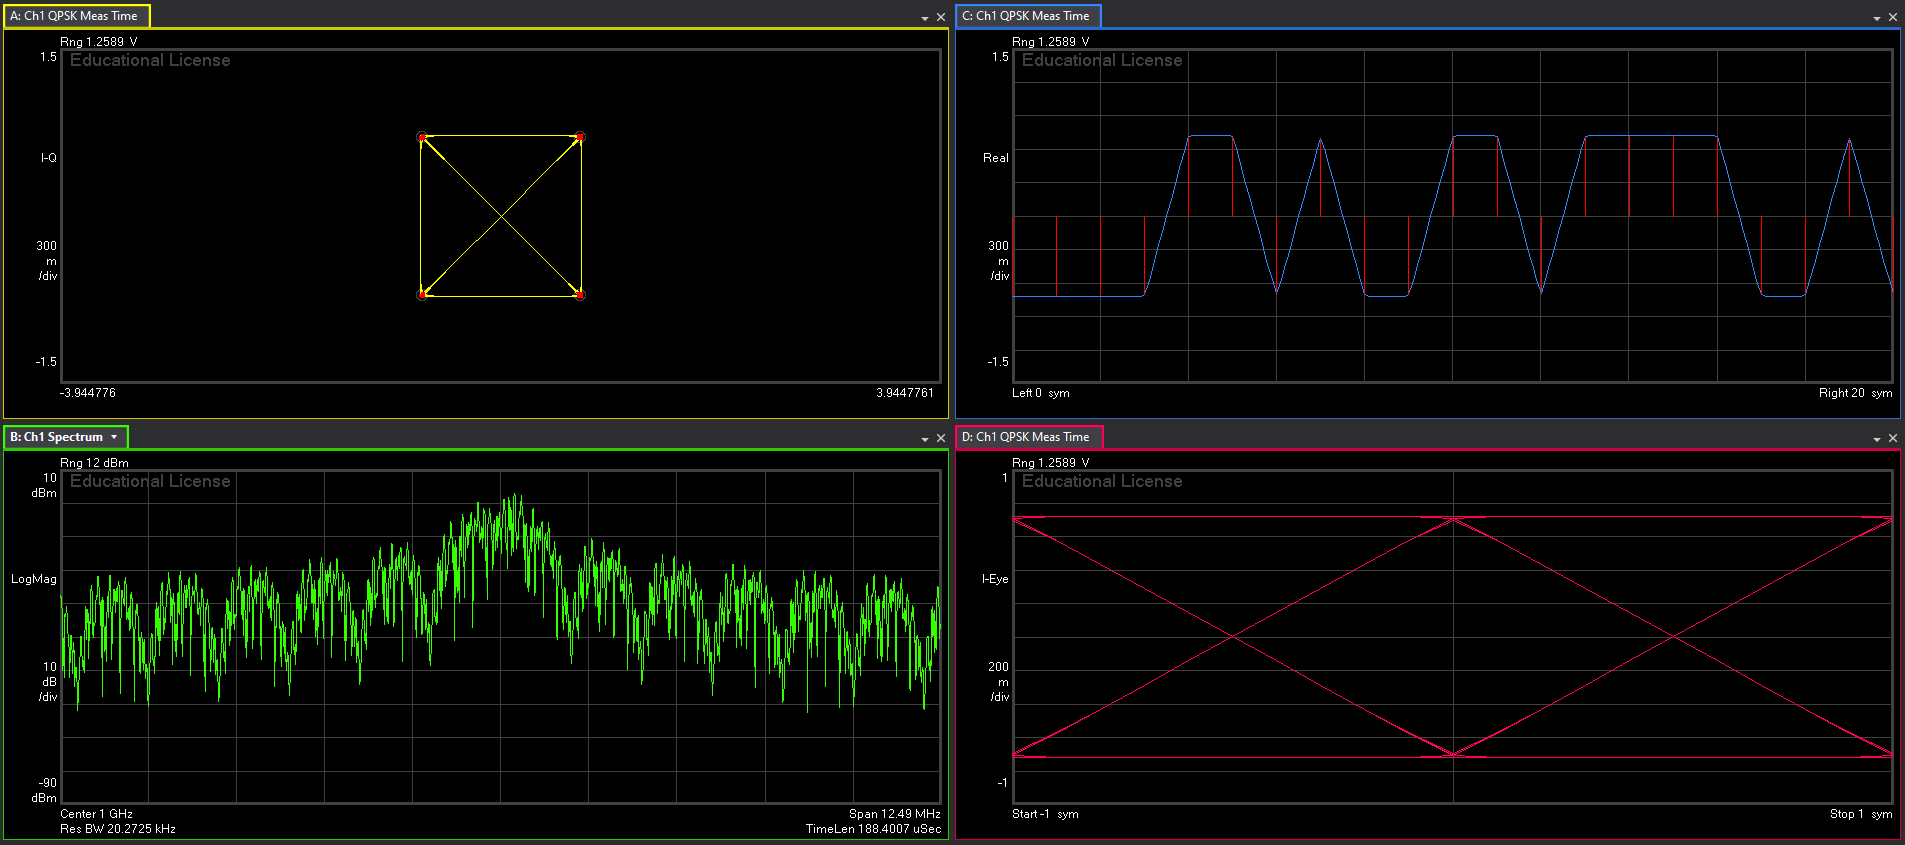 A: Ch1 QPSK Meas Time
Rng 1.2589 V
1.5
Educational License
I-Q
300
m
/div
-1.5
-3.944776
3.9447761
C: Ch1 QPSK Meas Time
Rng 1.2589 V
1.5
Educational License
Real
300
m
/div
-1.5
Left 0 sym
Right 20 sym
B: Ch1 Spectrum
Rng 12 dBm
10
dBm
Educational License
LogMag
10
dB
/div
-90
dBm
Center 1 GHz
Span 12.49 MHz
Res BW 20.2725 kHz
TimeLen 188.4007 uSec
D: Ch1 QPSK Meas Time
Rng 1.2589 V
1
Educational License
I-Eye
200
m
/div
-1
Start -1 sym
Stop 1 sym